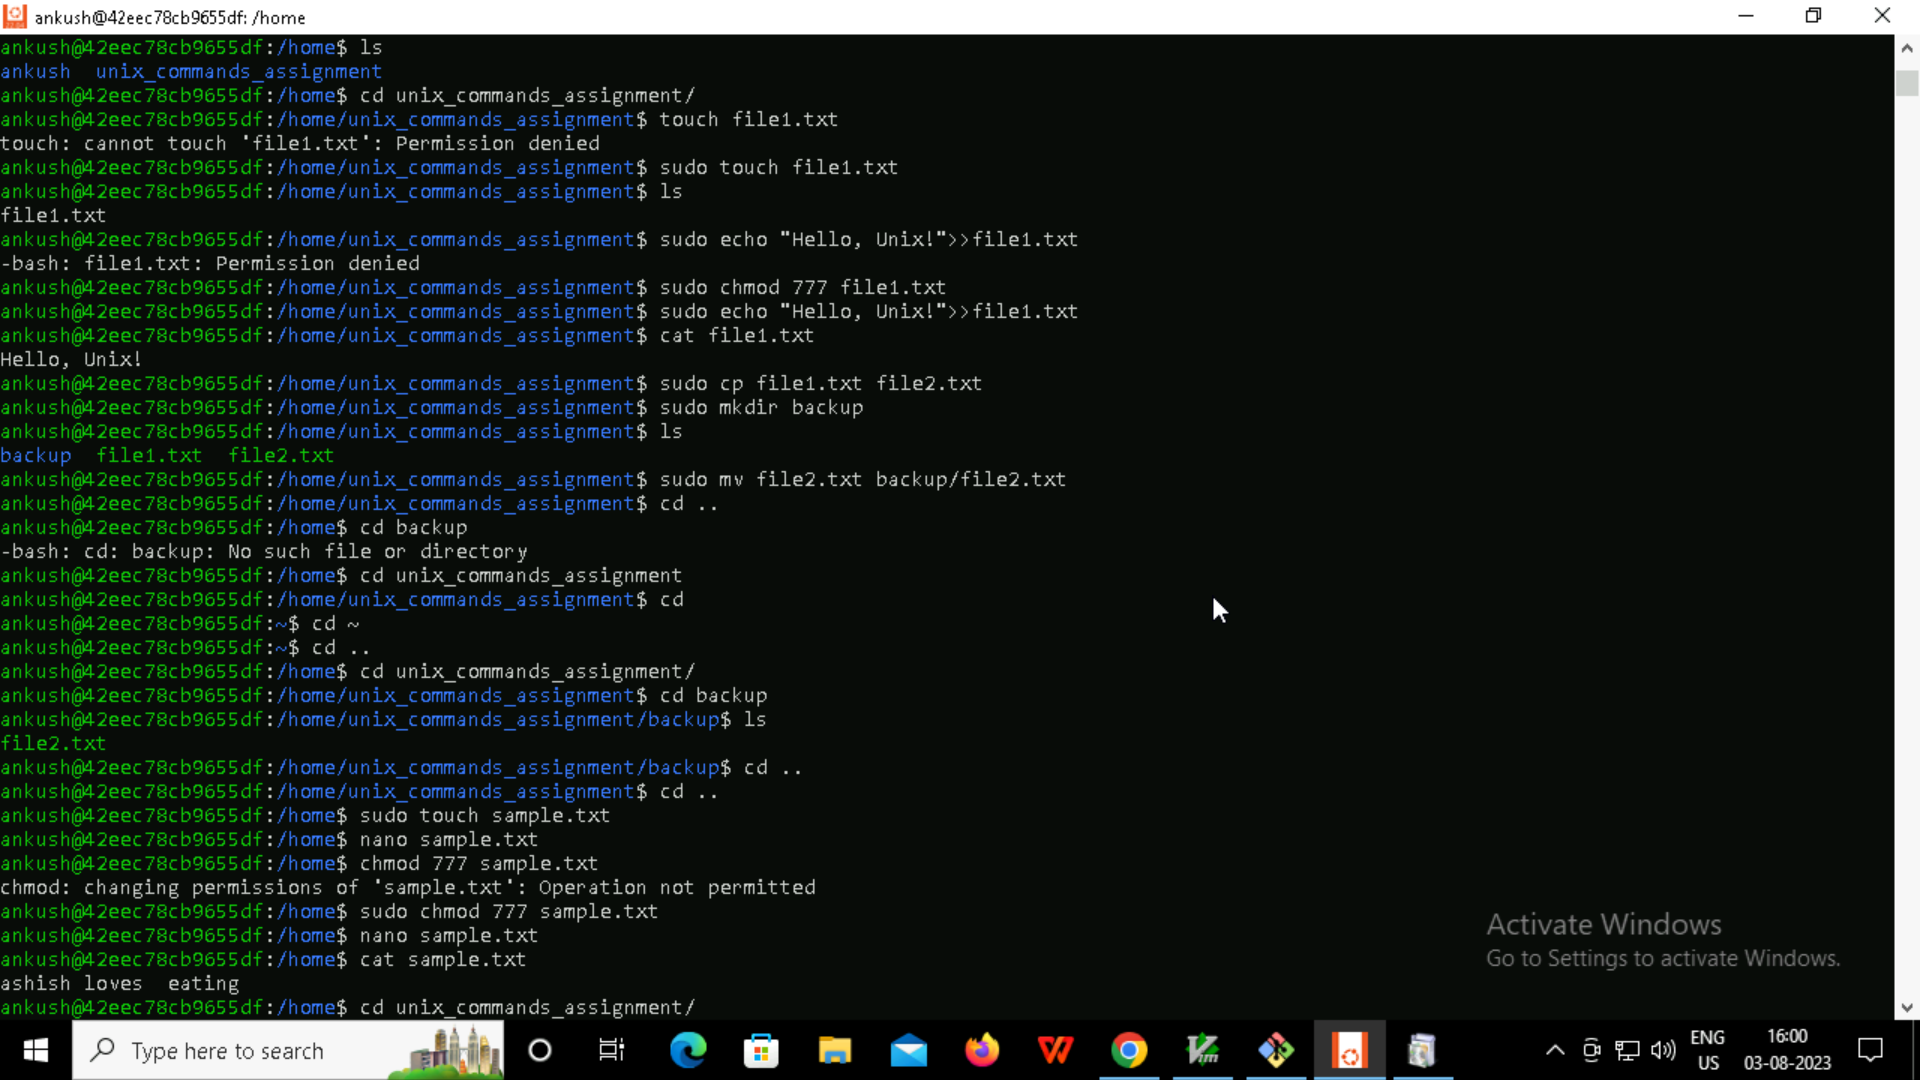 ankush@42eec78cb9655df: /home
ankush@42eec78cb9655df:/home$ ls
ankush  unix_commands_assignment
ankush@42eec78cb9655df:/home$ cd unix_commands_assignment/
ankush@42eec78cb9655df:/home/unix_commands_assignment$ touch file1.txt
touch: cannot touch 'file1.txt': Permission denied
ankush@42eec78cb9655df:/home/unix_commands_assignment$ sudo touch file1.txt
ankush@42eec78cb9655df:/home/unix_commands_assignment$ ls
file1.txt
ankush@42eec78cb9655df:/home/unix_commands_assignment$ sudo echo "Hello, Unix!">>file1.txt
-bash: file1.txt: Permission denied
ankush@42eec78cb9655df:/home/unix_commands_assignment$ sudo chmod 777 file1.txt
ankush@42eec78cb9655df:/home/unix_commands_assignment$ sudo echo "Hello, Unix!">>file1.txt
ankush@42eec78cb9655df:/home/unix_commands_assignment$ cat file1.txt
Hello, Unix!
ankush@42eec78cb9655df:/home/unix_commands_assignment$ sudo cp file1.txt file2.txt
ankush@42eec78cb9655df:/home/unix_commands_assignment$ sudo mkdir backup
ankush@42eec78cb9655df:/home/unix_commands_assignment$ ls
backup  file1.txt  file2.txt
ankush@42eec78cb9655df:/home/unix_commands_assignment$ sudo mv file2.txt backup/file2.txt
ankush@42eec78cb9655df:/home/unix_commands_assignment$ cd ..
ankush@42eec78cb9655df:/home$ cd backup
-bash: cd: backup: No such file or directory
ankush@42eec78cb9655df:/home$ cd unix_commands_assignment
ankush@42eec78cb9655df:/home/unix_commands_assignment$ cd
ankush@42eec78cb9655df:~$ cd ~
ankush@42eec78cb9655df:~$ cd ..
ankush@42eec78cb9655df:/home$ cd unix_commands_assignment/
ankush@42eec78cb9655df:/home/unix_commands_assignment$ cd backup
ankush@42eec78cb9655df:/home/unix_commands_assignment/backup$ ls
file2.txt
ankush@42eec78cb9655df:/home/unix_commands_assignment/backup$ cd ..
ankush@42eec78cb9655df:/home/unix_commands_assignment$ cd ..
ankush@42eec78cb9655df:/home$ sudo touch sample.txt
ankush@42eec78cb9655df:/home$ nano sample.txt
ankush@42eec78cb9655df:/home$ chmod 777 sample.txt
chmod: changing permissions of 'sample.txt': Operation not permitted
ankush@42eec78cb9655df:/home$ sudo chmod 777 sample.txt
ankush@42eec78cb9655df:/home$ nano sample.txt
ankush@42eec78cb9655df:/home$ cat sample.txt
ashish loves  eating
ankush@42eec78cb9655df:/home$ cd unix_commands_assignment/
Activate Windows
Go to Settings to activate Windows.
Type here to search
ENG
US
16:00
03-08-2023